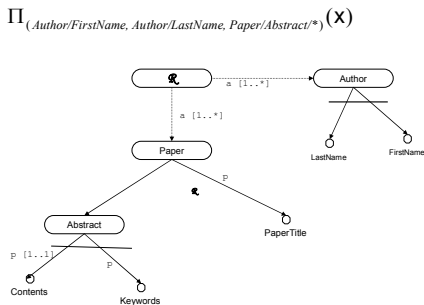 Π(Author/FirstName, Author/LastName, Paper/Abstract/*)(x)
ℛ
Author
a [1..*]
a [1..*]
LastName
FirstName
Paper
p
ℛ
Abstract
PaperTitle
p [1..1]
p
Contents
Keywords